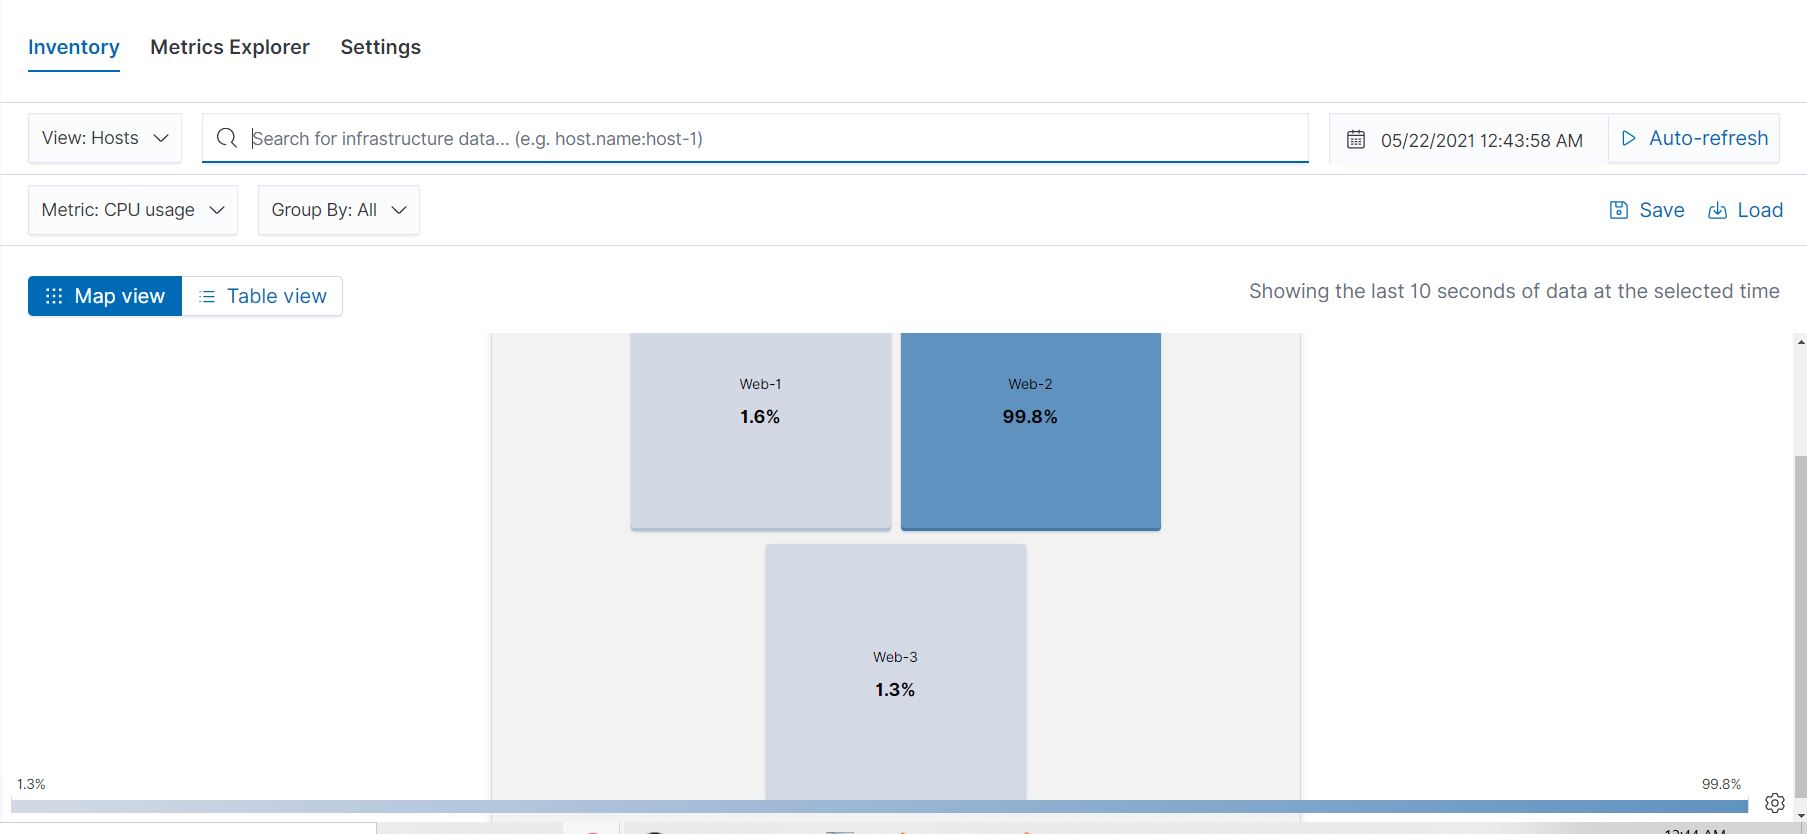 Inventory Metrics Explorer Settings
View: Hosts Search for infrastructure data... (e.g. host.name:host-1) 05/22/2021 12:43:58 AM Auto-refresh
Metric: CPU usage Group By: All Save Load
Map view Table view Showing the last 10 seconds of data at the selected time
Web-1 Web-2
1.6% 99.8%
Web-3
1.3%
1.3% 99.8%